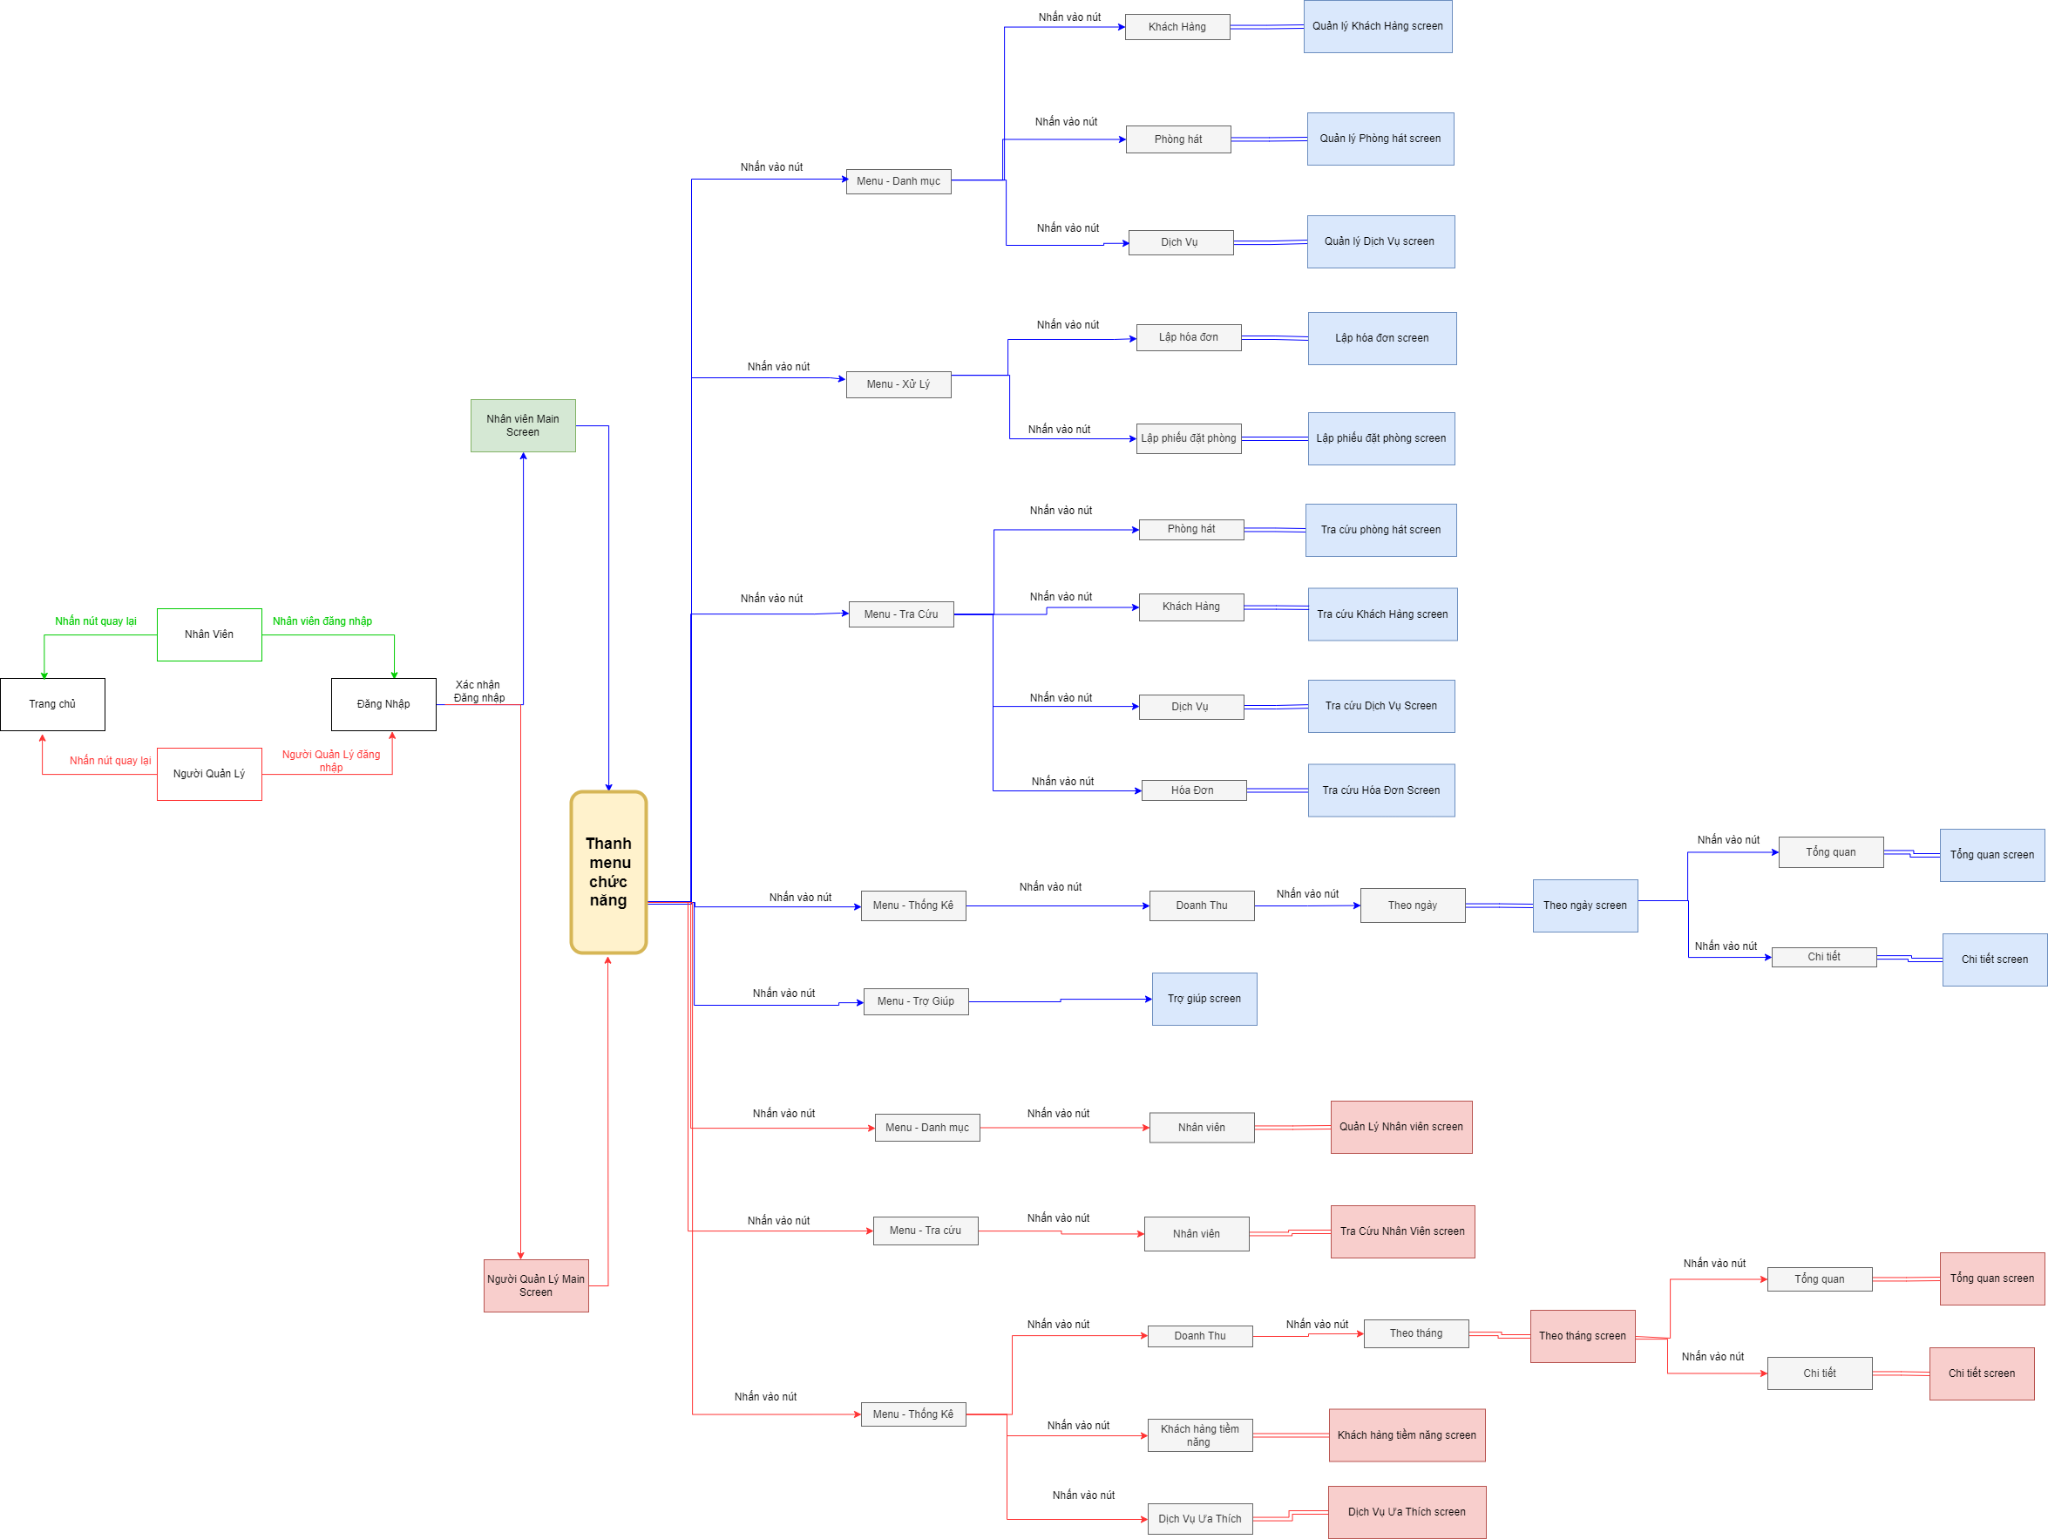 Nhấn vào nút
Khách Hàng
Quản lý Khách Hàng screen
Nhấn vào nút
Phòng hát
Quản lý Phòng hát screen
Nhấn vào nút
Menu - Danh mục
Nhấn vào nút
Dịch Vụ
Quản lý Dịch Vụ screen
Nhấn vào nút
Lập hóa đơn
Lập hóa đơn screen
Nhấn vào nút
Menu - Xử Lý
Nhấn vào nút
Lập phiếu đặt phòng
Lập phiếu đặt phòng screen
Nhân viên Main
Screen
Nhấn vào nút
Phòng hát
Tra cứu phòng hát screen
Nhấn vào nút
Menu - Tra Cứu
Nhấn vào nút
Khách Hàng
Tra cứu Khách Hàng screen
Nhấn vào nút
Dịch Vụ
Tra cứu Dịch Vụ Screen
Nhấn vào nút
Hóa Đơn
Tra cứu Hóa Đơn Screen
Nhấn nút quay lại
Nhân Viên
Nhân viên đăng nhập
Trang chủ
Đăng Nhập
Xác nhận
Đăng nhập
Nhấn nút quay lại
Người Quản Lý
Người Quản Lý đăng
nhập
Thanh
menu
chức
năng
Nhấn vào nút
Menu - Thống Kê
Nhấn vào nút
Doanh Thu
Nhấn vào nút
Theo ngày
Theo ngày screen
Nhấn vào nút
Tổng quan
Tổng quan screen
Nhấn vào nút
Chi tiết
Chi tiết screen
Nhấn vào nút
Menu - Trợ Giúp
Trợ giúp screen
Nhấn vào nút
Menu - Danh mục
Nhấn vào nút
Nhân viên
Quản Lý Nhân viên screen
Nhấn vào nút
Menu - Tra cứu
Nhấn vào nút
Nhân viên
Tra Cứu Nhân Viên screen
Người Quản Lý Main
Screen
Nhấn vào nút
Menu - Thống Kê
Nhấn vào nút
Doanh Thu
Nhấn vào nút
Theo tháng
Theo tháng screen
Nhấn vào nút
Tổng quan
Tổng quan screen
Nhấn vào nút
Chi tiết
Chi tiết screen
Nhấn vào nút
Khách hàng tiềm
năng
Khách hàng tiềm năng screen
Nhấn vào nút
Dịch Vụ Ưa Thích
Dịch Vụ Ưa Thích screen